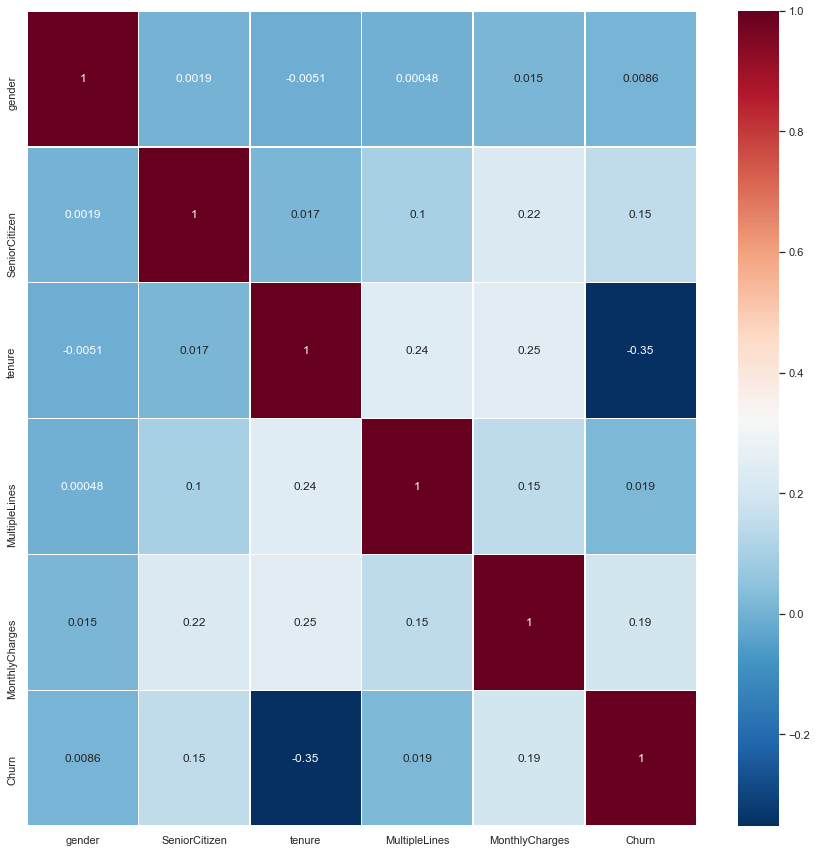 gender 1 0.0019 -0.0051 0.00048 0.015 0.0086
SeniorCitizen 0.0019 1 0.017 0.1 0.22 0.15
tenure -0.0051 0.017 1 0.24 0.25 -0.35
MultipleLines 0.00048 0.1 0.24 1 0.15 0.019
MonthlyCharges 0.015 0.22 0.25 0.15 1 0.19
Churn 0.0086 0.15 -0.35 0.019 0.19 1
gender SeniorCitizen tenure MultipleLines MonthlyCharges Churn
1.0
0.8
0.6
0.4
0.2
0.0
−0.2